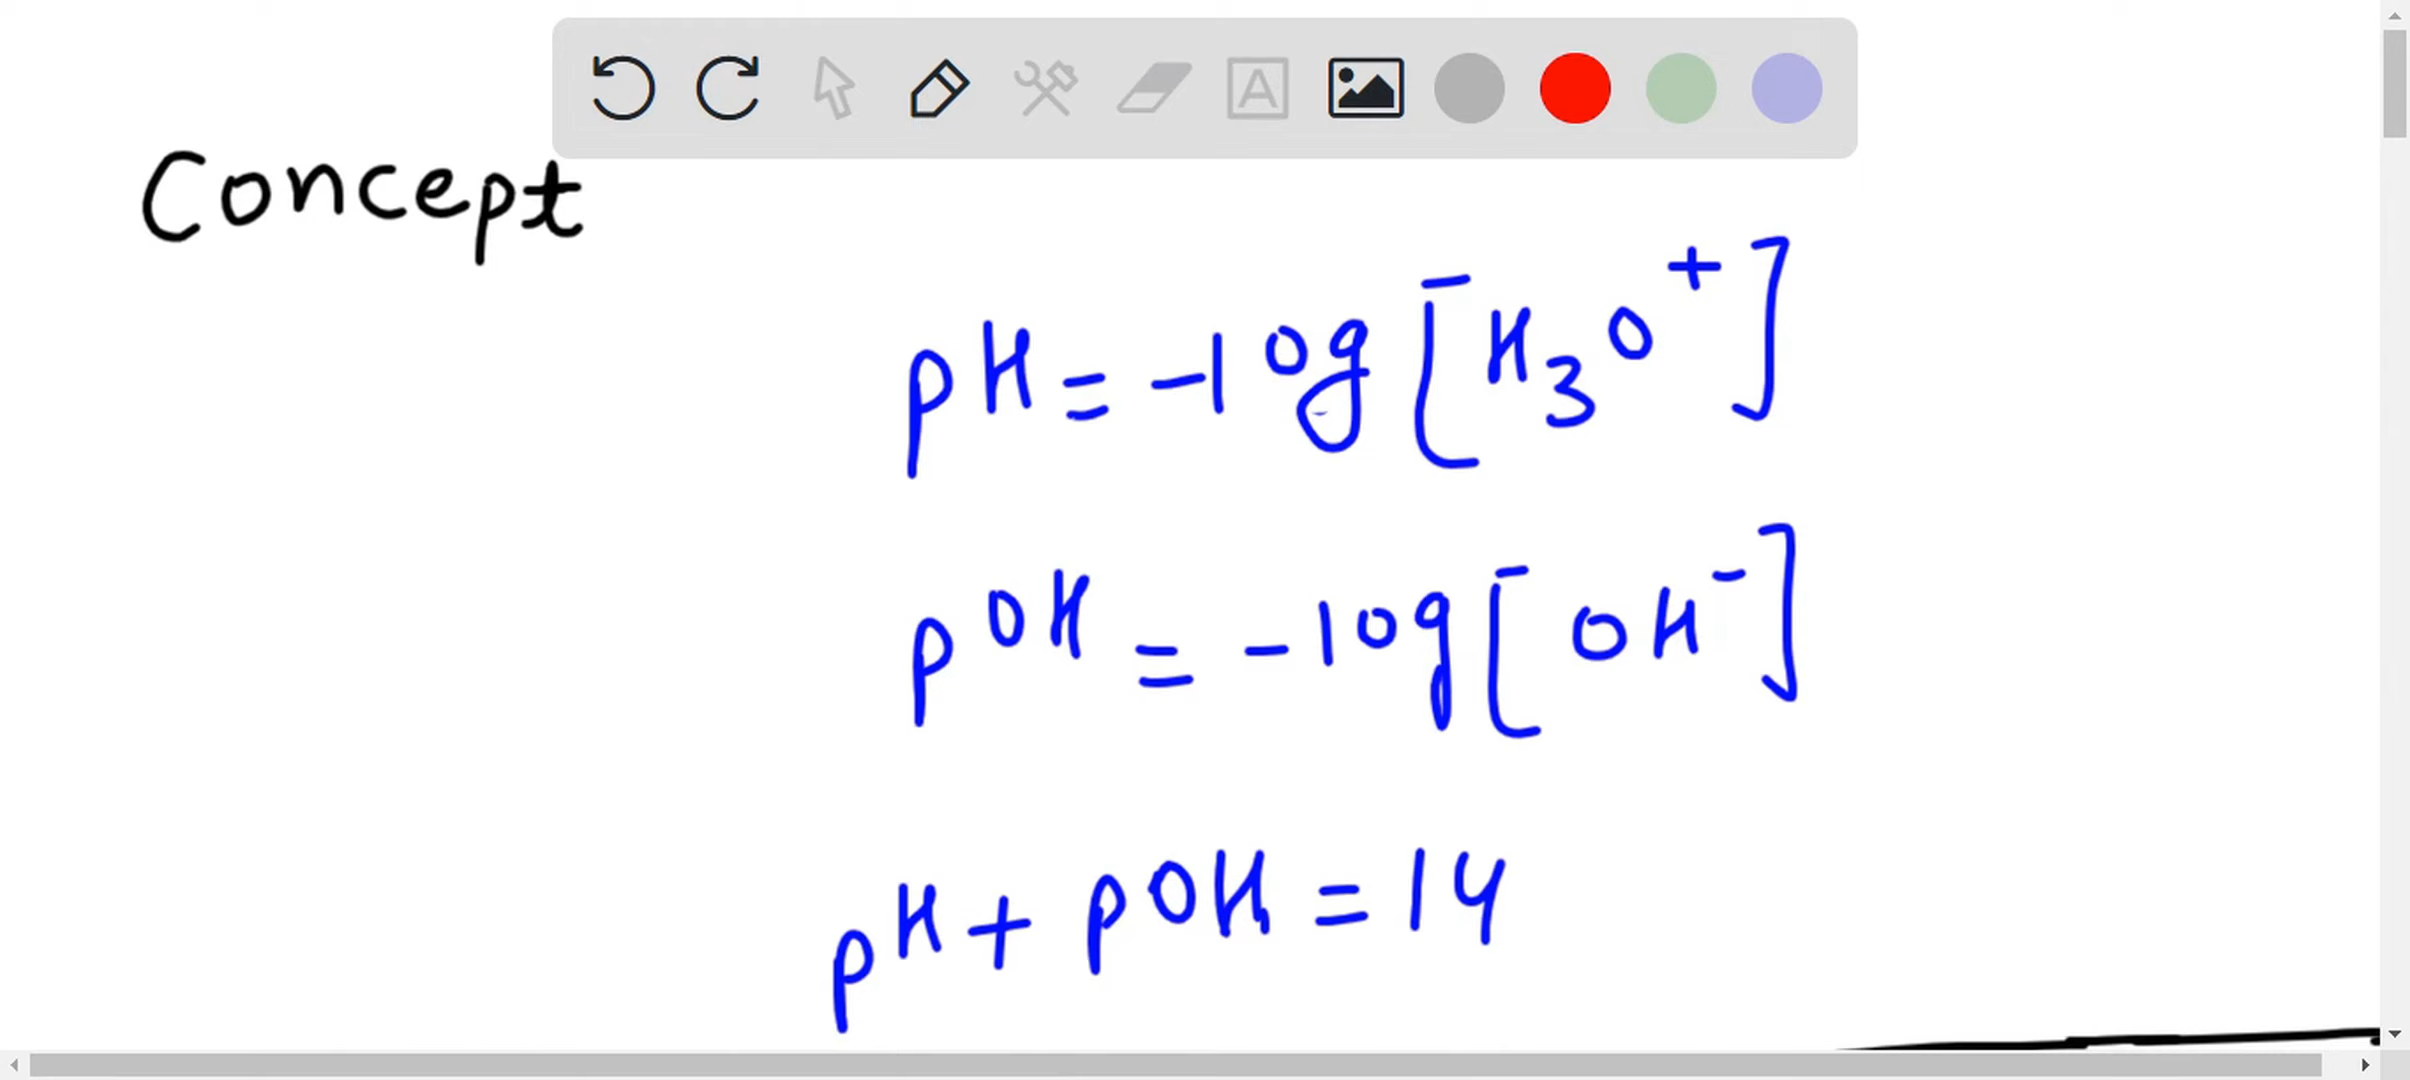 A
Concept
pH = -log[H₃O⁺]
pOH = -log[OH⁻]
pH + pOH = 14